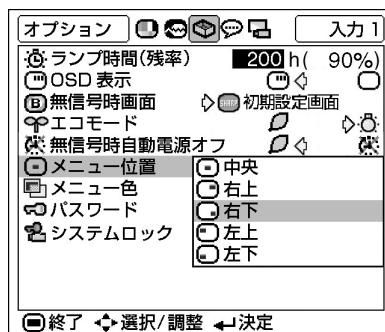 オプション 入力 1
ランプ時間(残率) 200 h( 90%)
OSD 表示
B 無信号時画面 SHARP 初期設定画面
エコモード
無信号時自動電源オフ
メニュー位置 中央
メニュー色 右上
パスワード 右下
システムロック 左上
左下
終了 選択/調整 決定